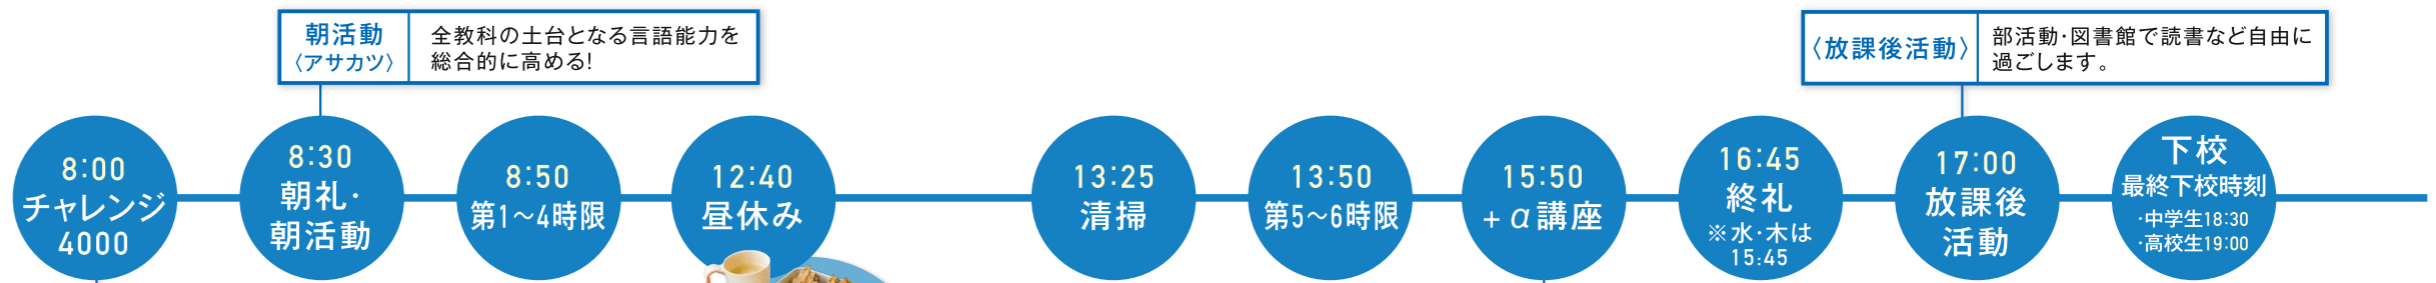 朝活動
〈アサカツ〉
全教科の土台となる言語能力を
総合的に高める!
〈放課後活動〉
部活動・図書館で読書など自由に
過ごします。
8:00
チャレンジ
4000
8:30
朝礼・
朝活動
8:50
第1〜4時限
12:40
昼休み
13:25
清掃
13:50
第5〜6時限
15:50
+α講座
16:45
終礼
※水・木は
15:45
17:00
放課後
活動
下校
最終下校時刻
・中学生18:30
・高校生19:00